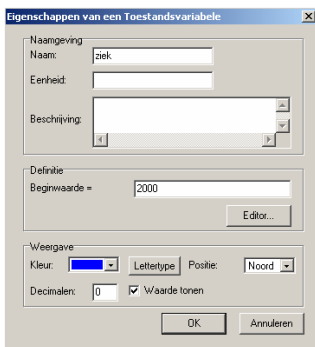 Eigenschappen van een Toestandsvariabele
Naamgeving
Naam: ziek
Eenheid:
Beschrijving:
Definitie
Beginwaarde = 2000
Editor...
Weergave
Kleur: Lettertype Positie: Noord
Decimalen: 0 Waarde tonen
OK Annuleren